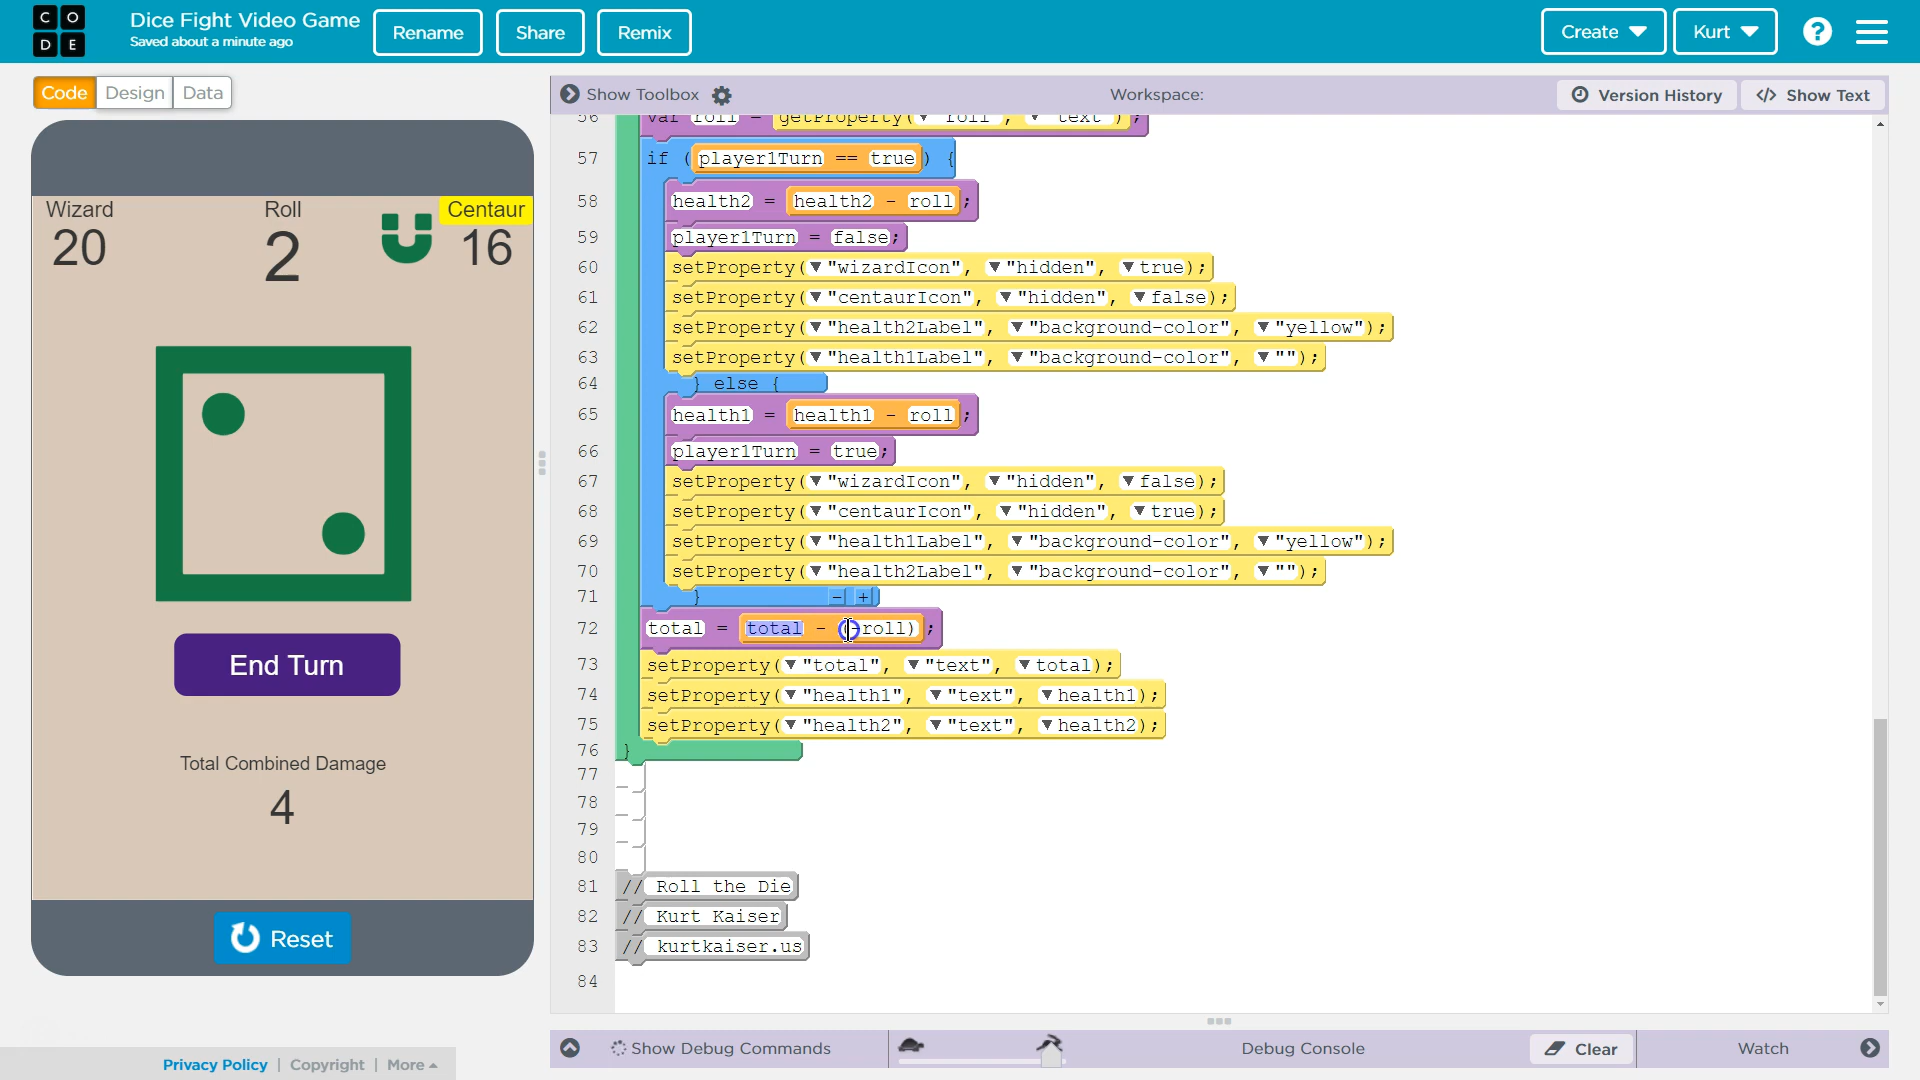 CODE
Dice Fight Video Game
Saved about a minute ago
Rename
Share
Remix
Create
Kurt
?
Code
Design
Data
Show Toolbox
Workspace:
Version History
</> Show Text
Wizard
20
Roll
2
Centaur
16
End Turn
Total Combined Damage
4
Reset
56 var roll = getProperty("roll", "text");
57 if (player1Turn == true) {
58 health2 = health2 - roll;
59 player1Turn = false;
60 setProperty("wizardIcon", "hidden", true);
61 setProperty("centaurIcon", "hidden", false);
62 setProperty("health2Label", "background-color", "yellow");
63 setProperty("health1Label", "background-color", "");
64 } else {
65 health1 = health1 - roll;
66 player1Turn = true;
67 setProperty("wizardIcon", "hidden", false);
68 setProperty("centaurIcon", "hidden", true);
69 setProperty("health1Label", "background-color", "yellow");
70 setProperty("health2Label", "background-color", "");
71 } - +
72 total = total - (-roll);
73 setProperty("total", "text", total);
74 setProperty("health1", "text", health1);
75 setProperty("health2", "text", health2);
76 }
77
78
79
80
81 // Roll the Die
82 // Kurt Kaiser
83 // kurtkaiser.us
84
Show Debug Commands
Debug Console
Clear
Watch
Privacy Policy | Copyright | More